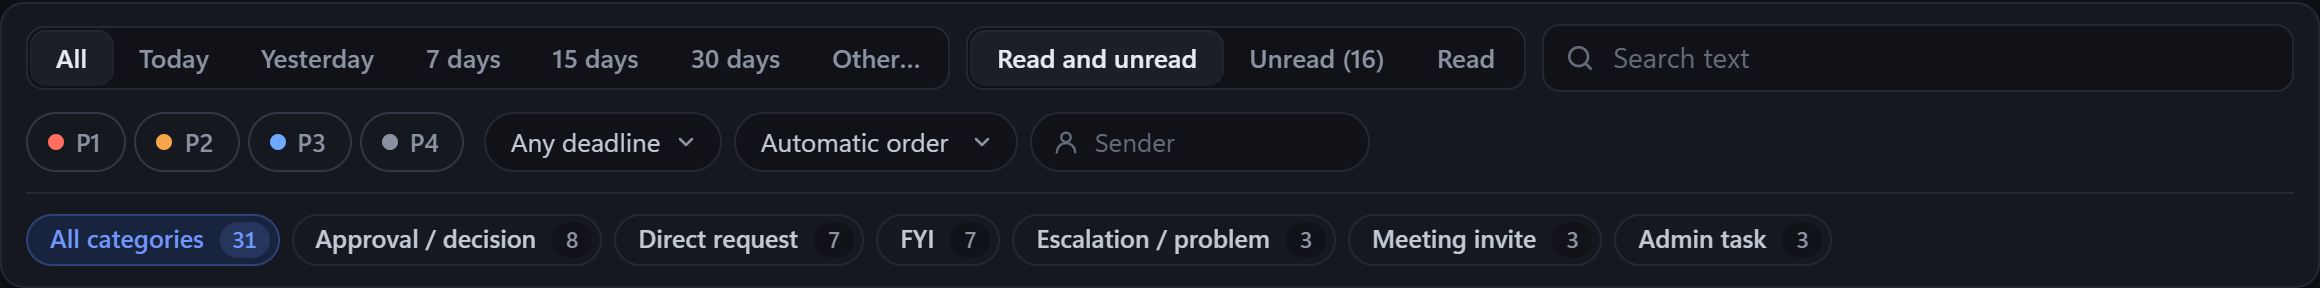 All Today Yesterday 7 days 15 days 30 days Other... Read and unread Unread (16) Read Search text
P1 P2 P3 P4 Any deadline Automatic order Sender
All categories 31 Approval / decision 8 Direct request 7 FYI 7 Escalation / problem 3 Meeting invite 3 Admin task 3